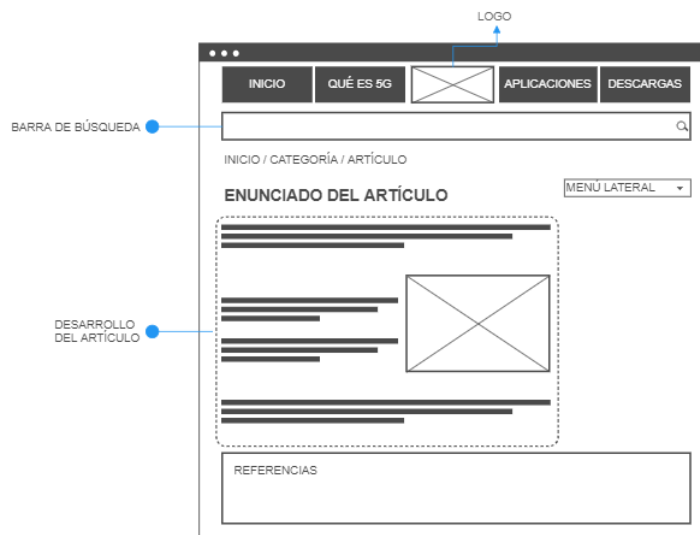 LOGO
INICIO
QUÉ ES 5G
APLICACIONES
DESCARGAS
BARRA DE BÚSQUEDA
INICIO / CATEGORÍA / ARTÍCULO
ENUNCIADO DEL ARTÍCULO
MENÚ LATERAL
DESARROLLO
DEL ARTÍCULO
REFERENCIAS